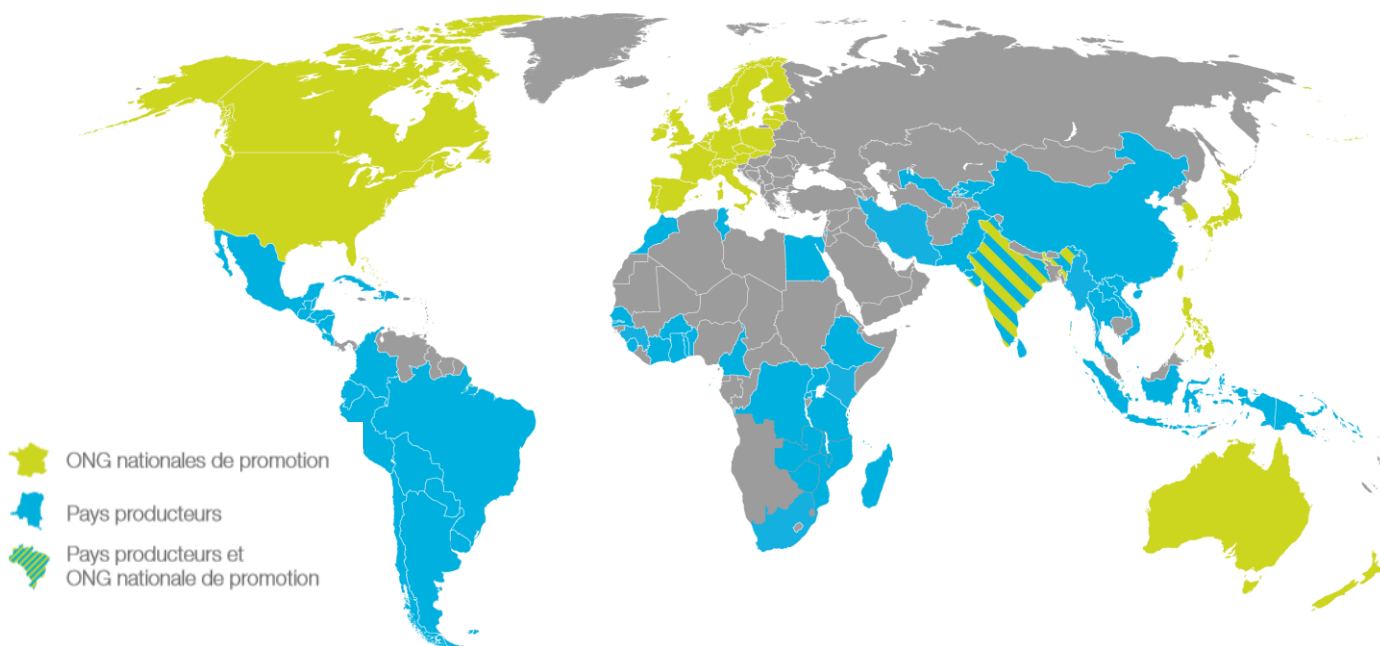 ONG nationales de promotion
Pays producteurs
Pays producteurs et
ONG nationale de promotion